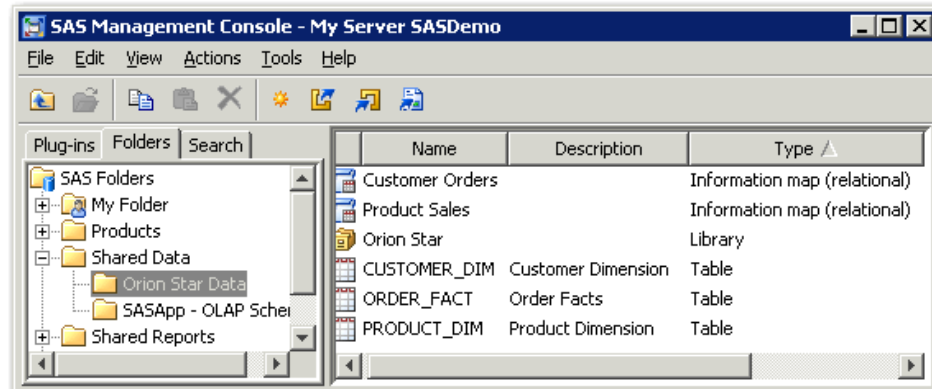 SAS Management Console - My Server SASDemo
File Edit View Actions Tools Help
Plug-ins Folders Search
SAS Folders
My Folder
Products
Shared Data
Orion Star Data
SASApp - OLAP Scher
Shared Reports
Name Description Type
Customer Orders Information map (relational)
Product Sales Information map (relational)
Orion Star Library
CUSTOMER_DIM Customer Dimension Table
ORDER_FACT Order Facts Table
PRODUCT_DIM Product Dimension Table